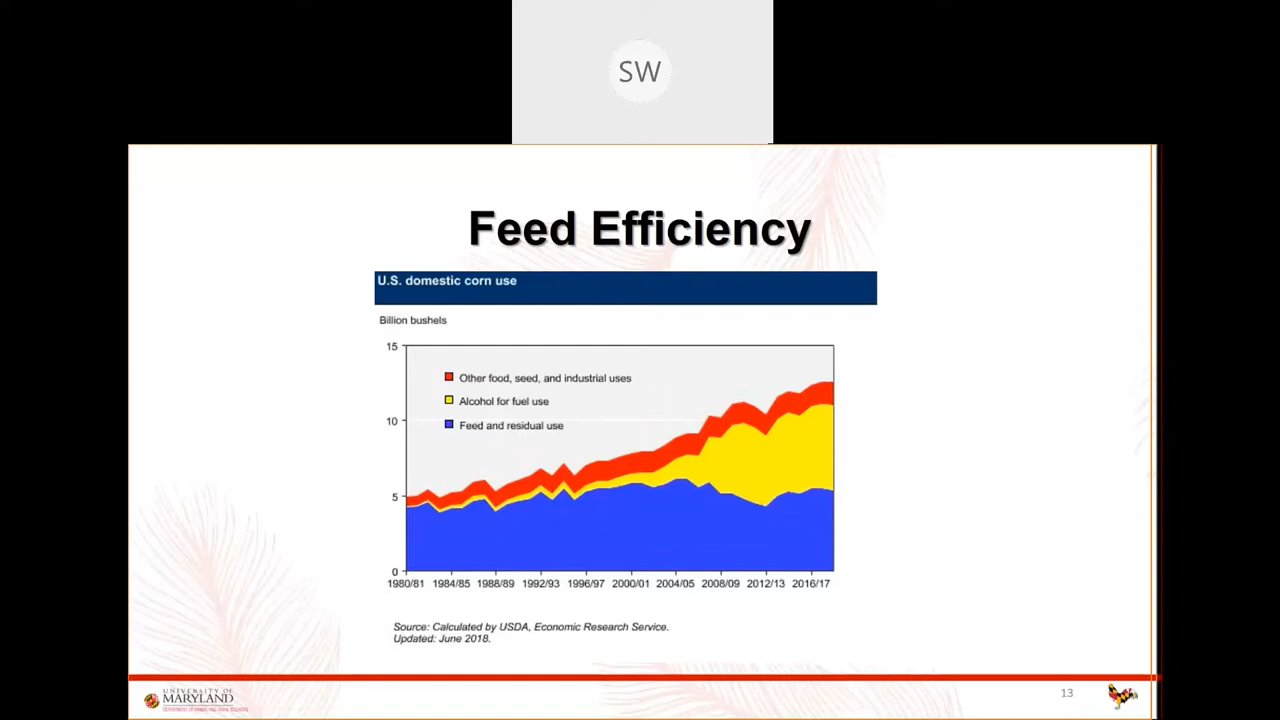 SW
Feed Efficiency
U.S. domestic corn use
Billion bushels
15
Other food, seed, and industrial uses
Alcohol for fuel use
10
Feed and residual use
5
0
1980/81 1984/85 1988/89 1992/93 1996/97 2000/01 2004/05 2008/09 2012/13 2016/17
Source: Calculated by USDA, Economic Research Service.
Updated: June 2018.
UNIVERSITY OF
MARYLAND
13